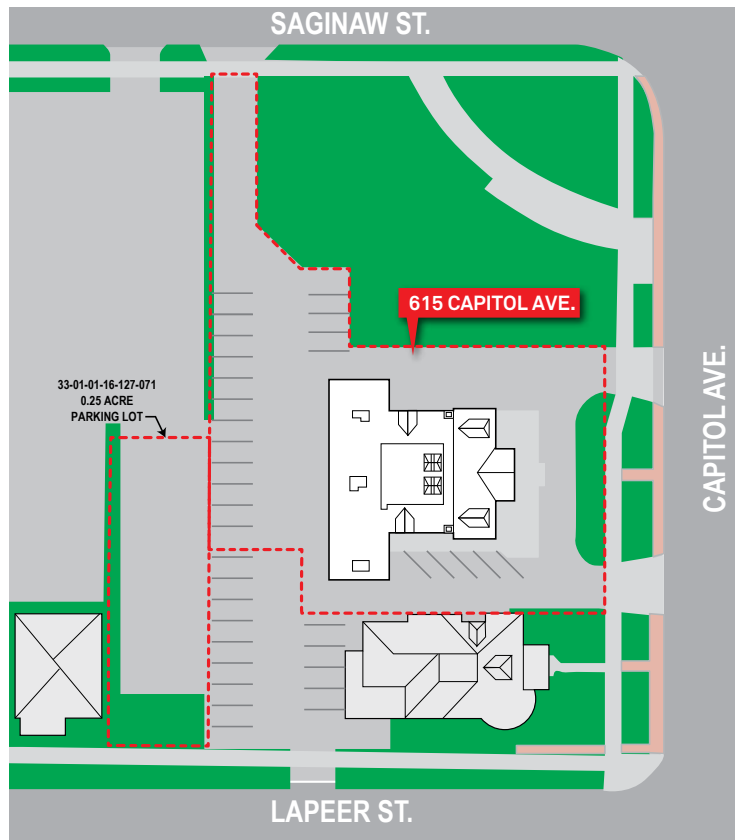 SAGINAW ST.
615 CAPITOL AVE.
33-01-01-16-127-071
0.25 ACRE
PARKING LOT
CAPITOL AVE.
LAPEER ST.